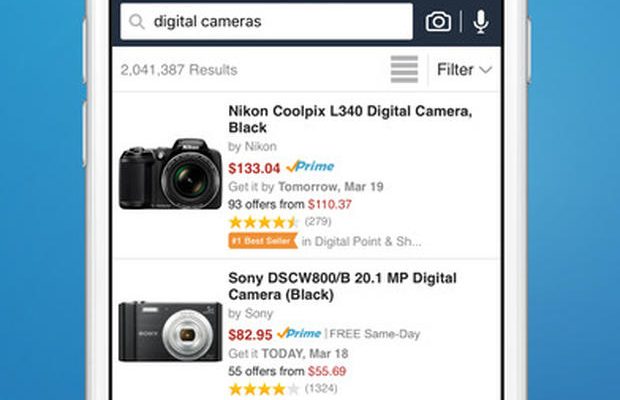 digital cameras
2,041,387 Results
Filter
Nikon Coolpix L340 Digital Camera,
Black
by Nikon
$133.04 Prime
Get it by Tomorrow, Mar 19
93 offers from $110.37
(279)
#1 Best Seller in Digital Point & Sh...
Nikon
Sony DSCW800/B 20.1 MP Digital
Camera (Black)
by Sony
$82.95 Prime | FREE Same-Day
Get it TODAY, Mar 18
55 offers from $55.69
(1324)
SONY